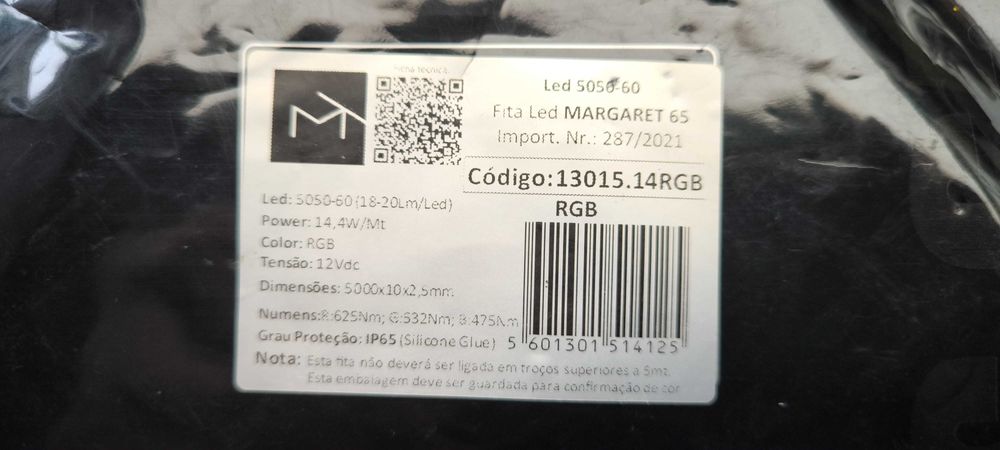 Ficha técnica
MK
Led 5050-60
Fita Led MARGARET 65
Import. Nr.: 287/2021
Código:13015.14RGB
RGB
Led: 5050-60 (18-20Lm/Led)
Power: 14,4W/Mt
Color: RGB
Tensão: 12Vdc
Dimensões: 5000x10x2,5mm
Numens:R:625Nm; G:532Nm; B:475Nm
Grau Proteção: IP65 (Silicone Glue)
5 601301 514125
Nota: Esta fita não deverá ser ligada em troços superiores a 5mt.
Esta embalagem deve ser guardada para confirmação de cor